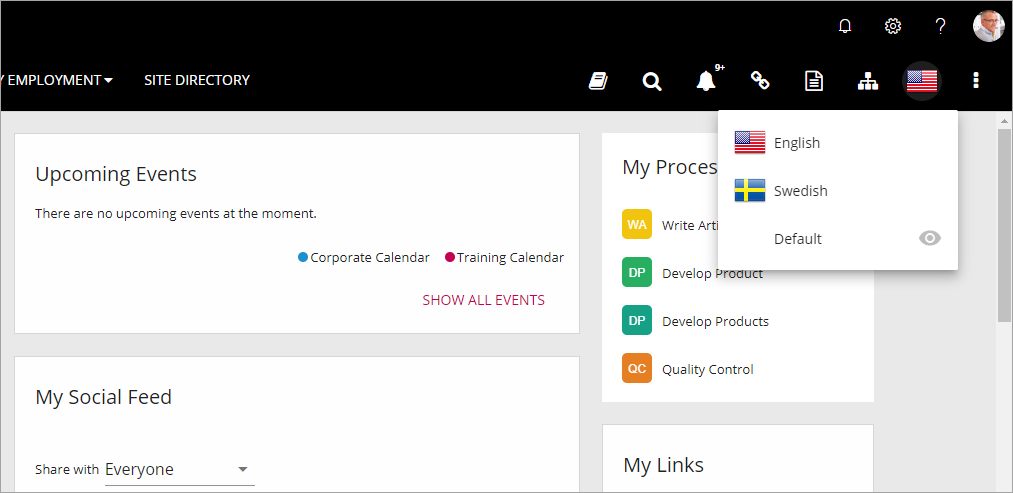 Y EMPLOYMENT
SITE DIRECTORY
9+
English
Swedish
Default
Upcoming Events
There are no upcoming events at the moment.
Corporate Calendar
Training Calendar
SHOW ALL EVENTS
My Proces
WA Write Arti
DP Develop Product
DP Develop Products
QC Quality Control
My Social Feed
Share with Everyone
My Links